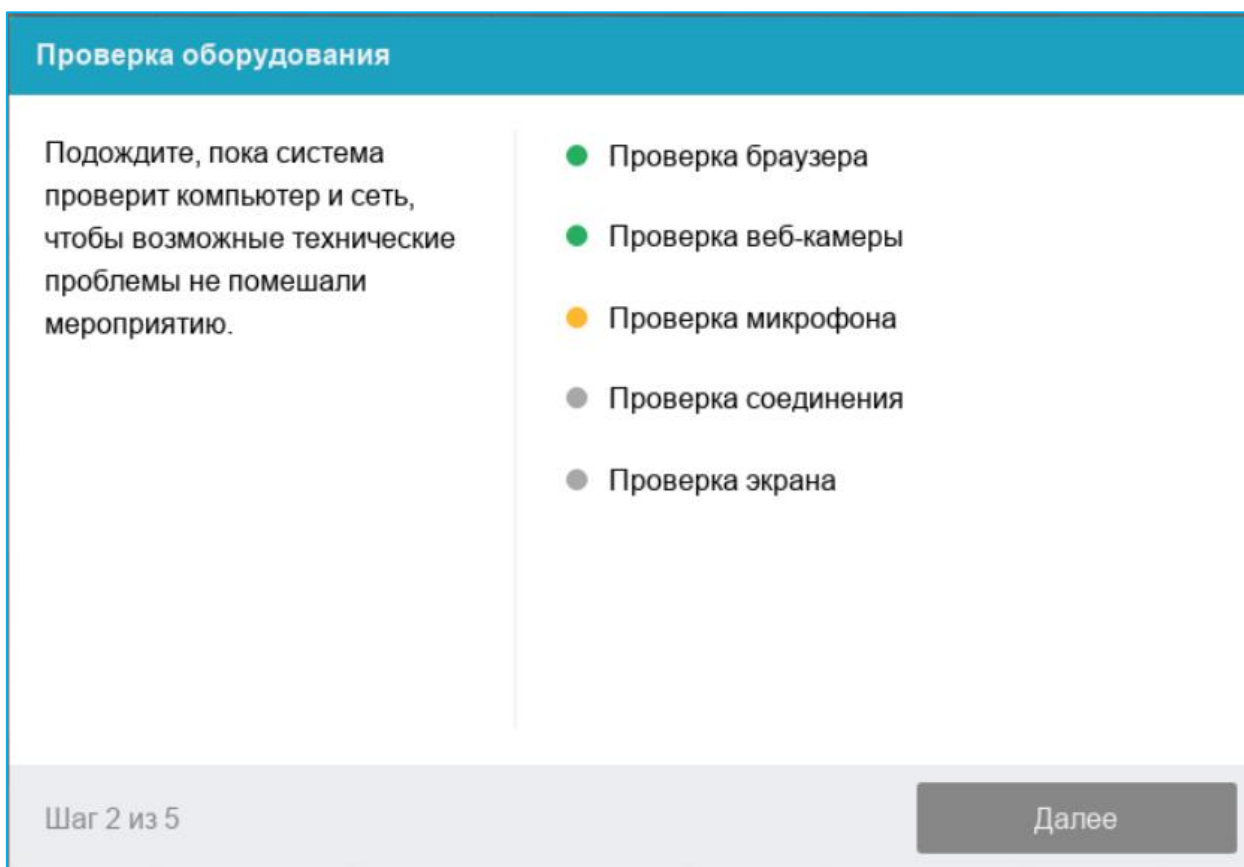 Проверка оборудования
Подождите, пока система
проверит компьютер и сеть,
чтобы возможные технические
проблемы не помешали
мероприятию.
Проверка браузера
Проверка веб-камеры
Проверка микрофона
Проверка соединения
Проверка экрана
Шаг 2 из 5
Далее